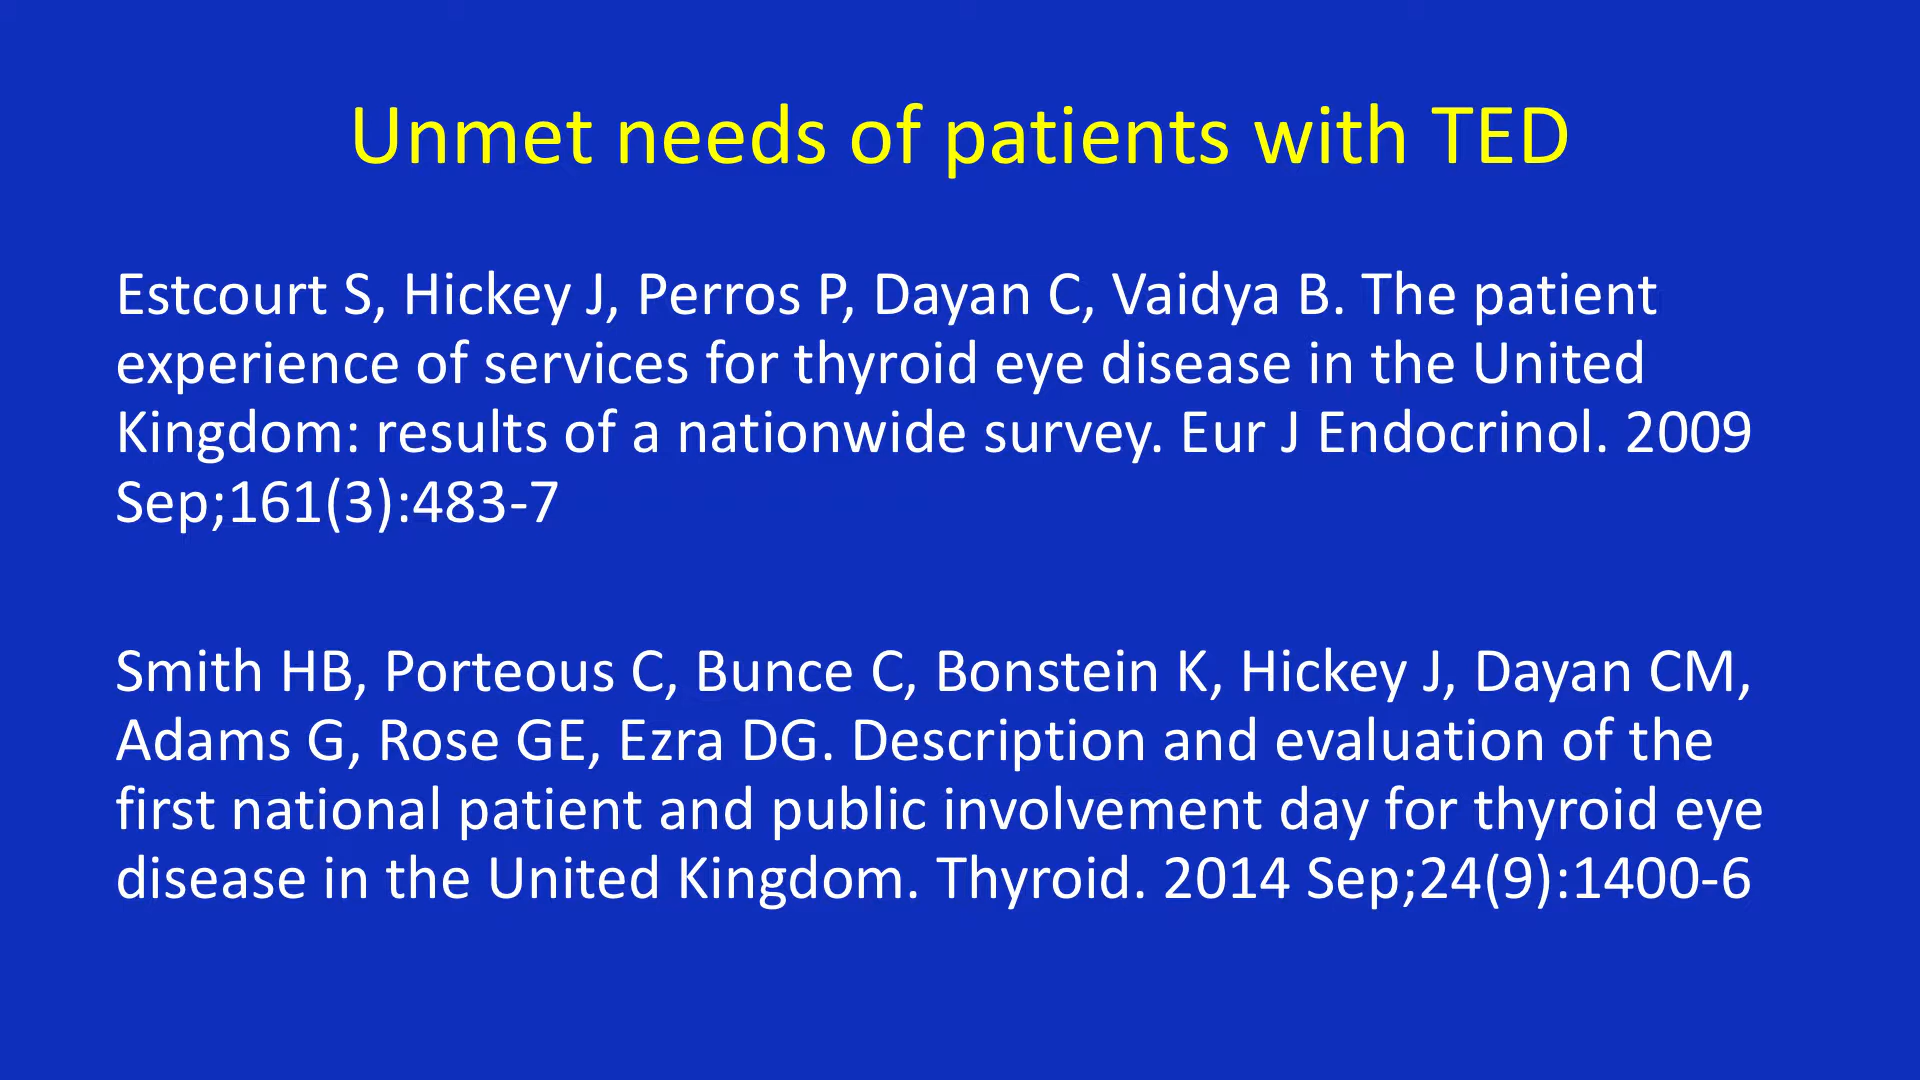 Unmet needs of patients with TED
Estcourt S, Hickey J, Perros P, Dayan C, Vaidya B. The patient
experience of services for thyroid eye disease in the United
Kingdom: results of a nationwide survey. Eur J Endocrinol. 2009
Sep;161(3):483-7
Smith HB, Porteous C, Bunce C, Bonstein K, Hickey J, Dayan CM,
Adams G, Rose GE, Ezra DG. Description and evaluation of the
first national patient and public involvement day for thyroid eye
disease in the United Kingdom. Thyroid. 2014 Sep;24(9):1400-6